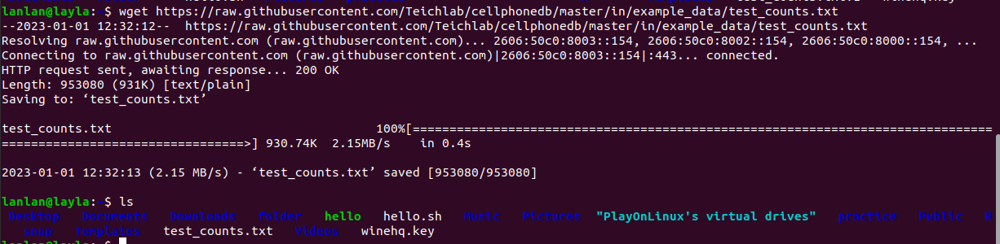 lanlan@layla:~$ wget https://raw.githubusercontent.com/Teichlab/cellphonedb/master/in/example_data/test_counts.txt
--2023-01-01 12:32:12--  https://raw.githubusercontent.com/Teichlab/cellphonedb/master/in/example_data/test_counts.txt
Resolving raw.githubusercontent.com (raw.githubusercontent.com)... 2606:50c0:8003::154, 2606:50c0:8002::154, 2606:50c0:8000::154, ...
Connecting to raw.githubusercontent.com (raw.githubusercontent.com)|2606:50c0:8003::154|:443... connected.
HTTP request sent, awaiting response... 200 OK
Length: 953080 (931K) [text/plain]
Saving to: ‘test_counts.txt’
test_counts.txt 100%[===============================================================================
=================================>] 930.74K 2.15MB/s in 0.4s
2023-01-01 12:32:13 (2.15 MB/s) - ‘test_counts.txt’ saved [953080/953080]
lanlan@layla:~$ ls
Desktop Documents Downloads folder hello hello.sh Music Pictures "PlayOnLinux's virtual drives" practice Public R
snap Templates test_counts.txt Videos winehq.key
lanlan@layla:~$